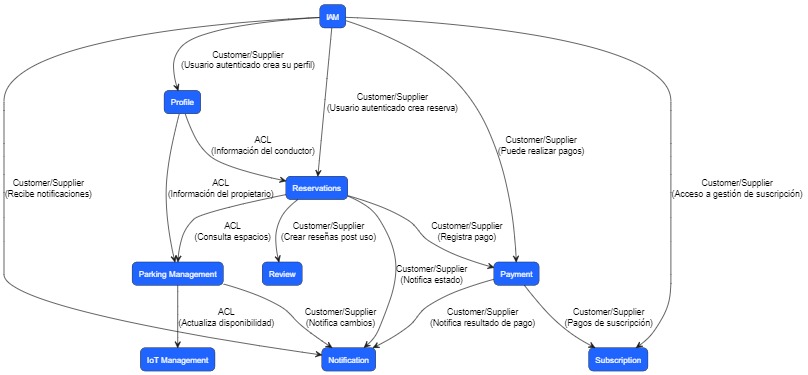 IAM
Customer/Supplier
(Usuario autenticado crea su perfil)
Profile
Customer/Supplier
(Usuario autenticado crea reserva)
ACL
(Información del conductor)
Customer/Supplier
(Puede realizar pagos)
Customer/Supplier
(Recibe notificaciones)
ACL
(Información del propietario)
Reservations
Customer/Supplier
(Acceso a gestión de suscripción)
ACL
(Consulta espacios)
Customer/Supplier
(Crear reseñas post uso)
Customer/Supplier
(Registra pago)
Parking Management
Review
Customer/Supplier
(Notifica estado)
Payment
ACL
(Actualiza disponibilidad)
Customer/Supplier
(Notifica cambios)
Customer/Supplier
(Notifica resultado de pago)
Customer/Supplier
(Pagos de suscripción)
IoT Management
Notification
Subscription